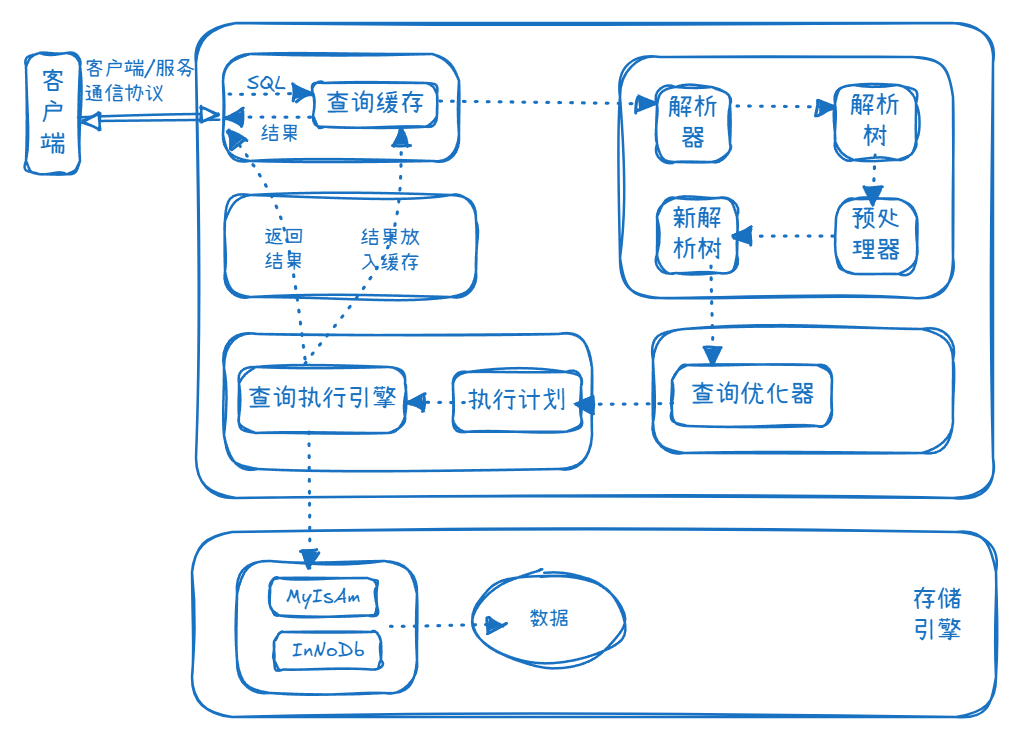 客
户
端
客户端/服务
通信协议
SQL
查询缓存
结果
解析
器
解析
树
新解
析树
预处
理器
返回
结果
结果放
入缓存
查询执行引擎
执行计划
查询优化器
MyIsAm
InNoDb
数据
存储
引擎